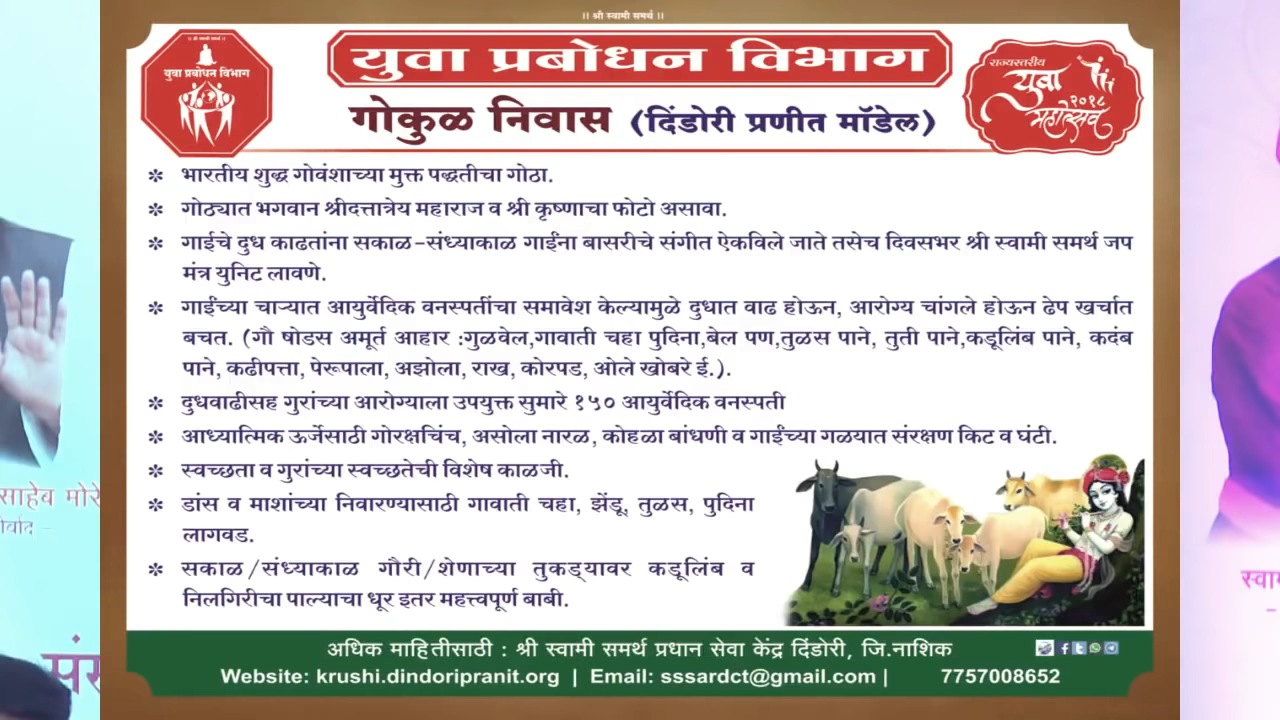 ।। श्री स्वामी समर्थ ।।
।। श्री स्वामी समर्थ ।।
युवा प्रबोधन विभाग
युवा प्रबोधन विभाग
राज्यस्तरीय
युवा
२०१८
महोत्सव
गोकुळ निवास (दिंडोरी प्रणीत मॉडेल)
✻ भारतीय शुद्ध गोवंशाच्या मुक्त पद्धतीचा गोठा.
✻ गोठ्यात भगवान श्रीदत्तात्रेय महाराज व श्री कृष्णाचा फोटो असावा.
✻ गाईचे दुध काढतांना सकाळ-संध्याकाळ गाईंना बासरीचे संगीत ऐकविले जाते तसेच दिवसभर श्री स्वामी समर्थ जप
मंत्र युनिट लावणे.
✻ गाईंच्या चाऱ्यात आयुर्वेदिक वनस्पतींचा समावेश केल्यामुळे दुधात वाढ होऊन, आरोग्य चांगले होऊन ढेप खर्चात
बचत. (गौ षोडस अमूर्त आहार :गुळवेल,गावाती चहा पुदिना,बेल पण,तुळस पाने, तुती पाने,कडूलिंब पाने, कदंब
पाने, कढीपत्ता, पेरूपाला, अझोला, राख, कोरपड, ओले खोबरे ई.).
✻ दुधवाढीसह गुरांच्या आरोग्याला उपयुक्त सुमारे १५० आयुर्वेदिक वनस्पती
✻ आध्यात्मिक ऊर्जेसाठी गोरक्षचिंच, असोला नारळ, कोहळा बांधणी व गाईंच्या गळयात संरक्षण किट व घंटी.
✻ स्वच्छता व गुरांच्या स्वच्छतेची विशेष काळजी.
✻ डांस व माशांच्या निवारण्यासाठी गावाती चहा, झेंडू, तुळस, पुदिना
लागवड.
✻ सकाळ/संध्याकाळ गौरी/शेणाच्या तुकड्यावर कडूलिंब व
निलगिरीचा पाल्याचा धूर इतर महत्त्वपूर्ण बाबी.
अधिक माहितीसाठी : श्री स्वामी समर्थ प्रधान सेवा केंद्र दिंडोरी, जि.नाशिक
Website: krushi.dindoripranit.org | Email: sssardct@gmail.com | 7757008652
साहेब मोरे
स्वाम